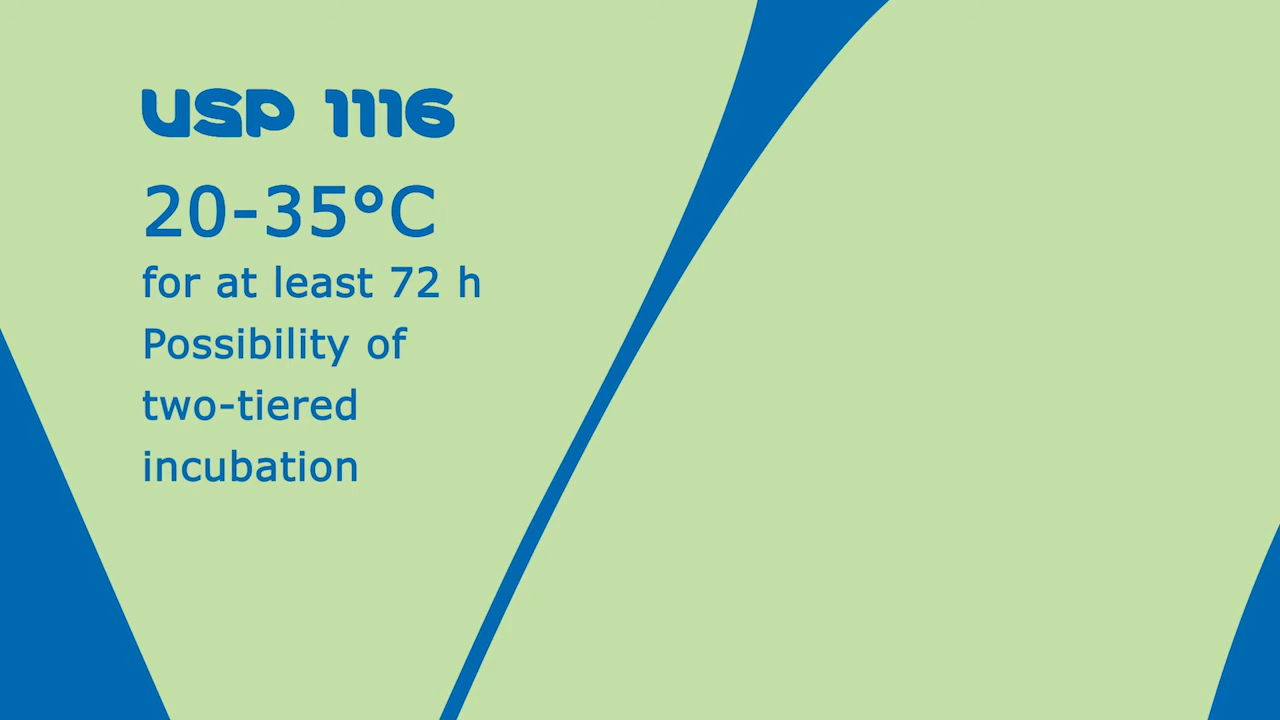 USP 1116
20-35°C
for at least 72 h
Possibility of
two-tiered
incubation